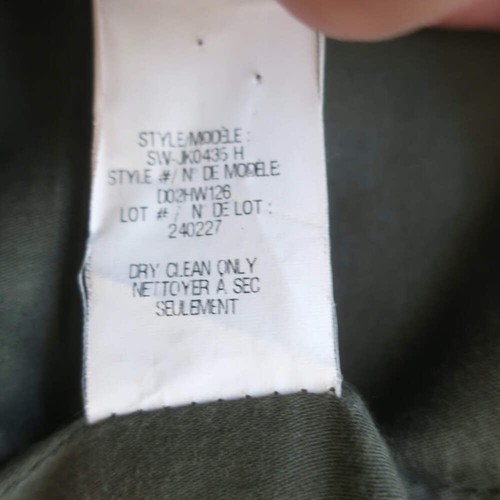 STYLE/MODÈLE :
SW-JK0435 H
STYLE #/ N° DE MODÈLE:
D02HW126
LOT # / N° DE LOT :
240227
DRY CLEAN ONLY
NETTOYER A SEC
SEULEMENT